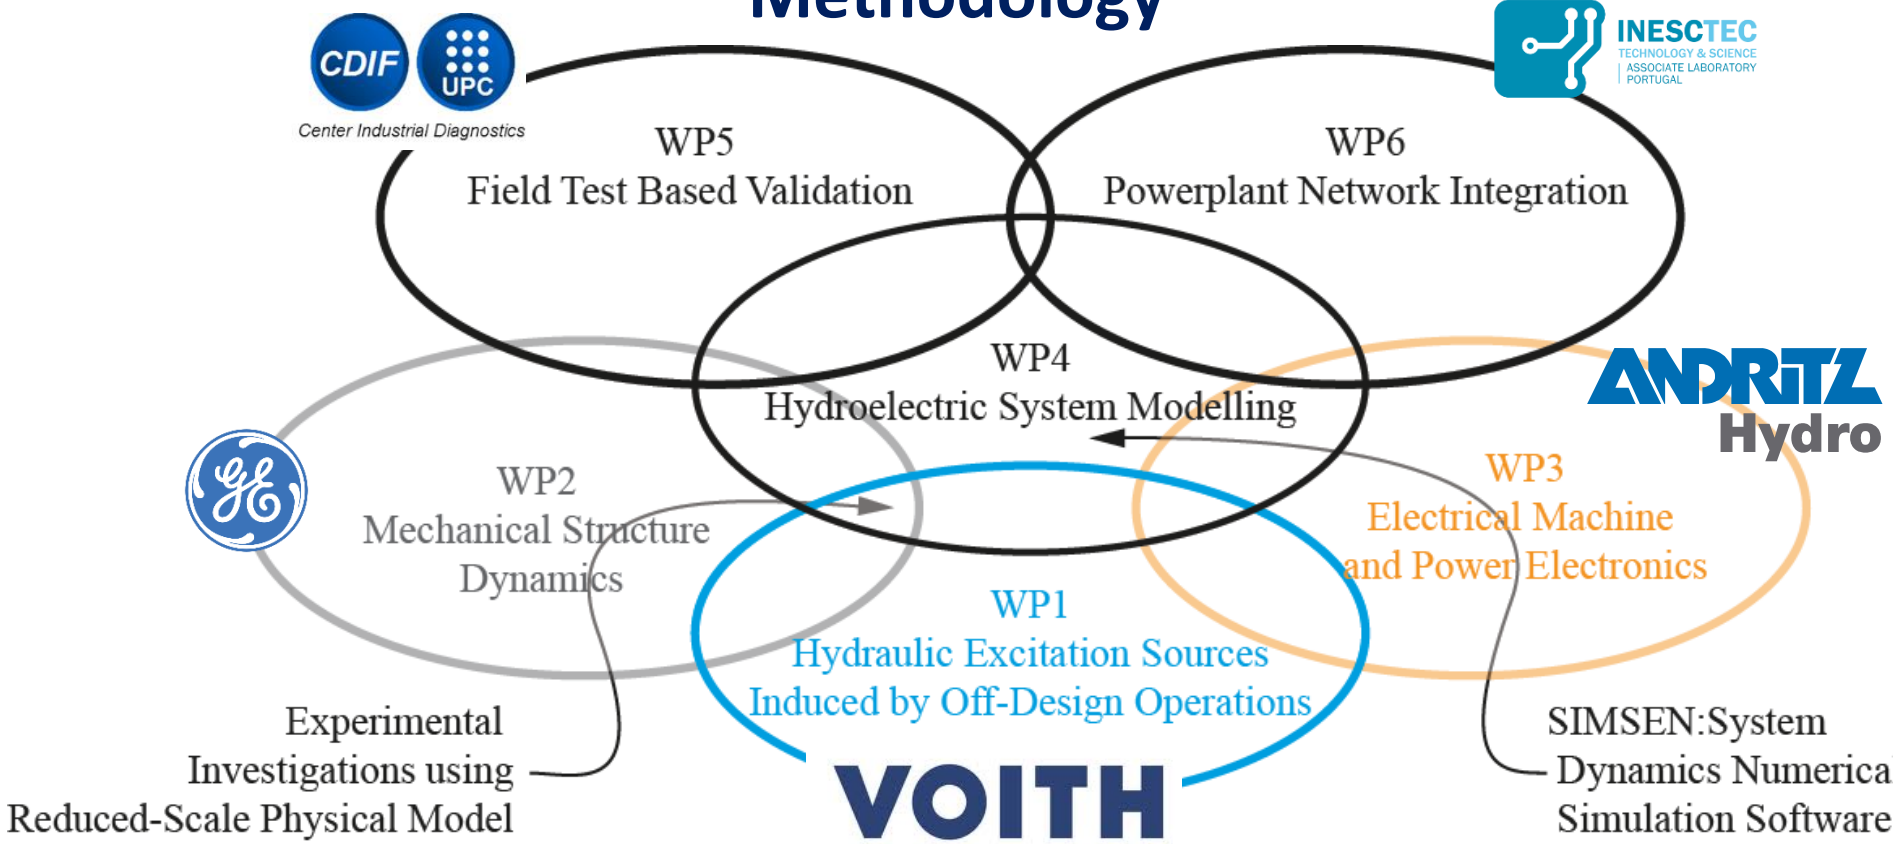 Methodology
CDIF
UPC
Center Industrial Diagnostics
INESCTEC
TECHNOLOGY & SCIENCE
ASSOCIATE LABORATORY
PORTUGAL
WP5
Field Test Based Validation
WP6
Powerplant Network Integration
WP4
Hydroelectric System Modelling
ANDRITZ
Hydro
GE
WP2
Mechanical Structure
Dynamics
WP3
Electrical Machine
and Power Electronics
WP1
Hydraulic Excitation Sources
Induced by Off-Design Operations
Experimental
Investigations using
Reduced-Scale Physical Model
SIMSEN:System
Dynamics Numerica
Simulation Software
VOITH